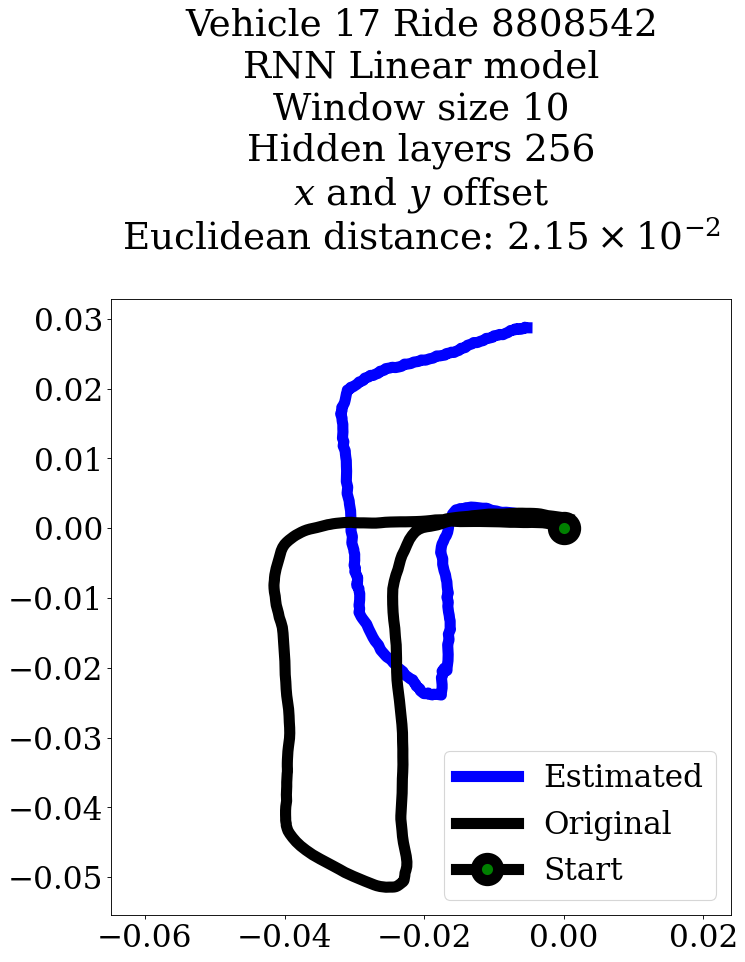 Vehicle 17 Ride 8808542
RNN Linear model
Window size 10
Hidden layers 256
x and y offset
Euclidean distance: 2.15 × 10⁻²
0.03
0.02
0.01
0.00
−0.01
−0.02
−0.03
−0.04
−0.05
Estimated
Original
Start
−0.06 −0.04 −0.02 0.00 0.02